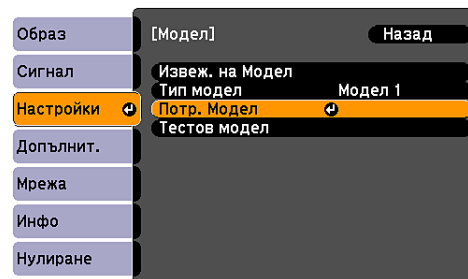 Образ
Сигнал
Настройки
Допълнит.
Мрежа
Инфо
Нулиране
[Модел] Назад
Извеж. на Модел
Тип модел Модел 1
Потр. Модел
Тестов модел